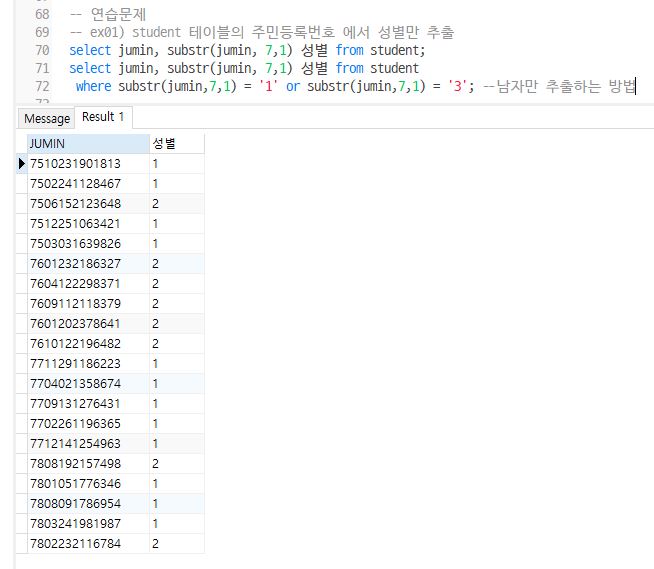 68 -- 연습문제
69 -- ex01) student 테이블의 주민등록번호 에서 성별만 추출
70 select jumin, substr(jumin, 7,1) 성별 from student;
71 select jumin, substr(jumin, 7,1) 성별 from student
72 where substr(jumin,7,1) = '1' or substr(jumin,7,1) = '3'; --남자만 추출하는 방법
Message Result 1
JUMIN 성별
7510231901813 1
7502241128467 1
7506152123648 2
7512251063421 1
7503031639826 1
7601232186327 2
7604122298371 2
7609112118379 2
7601202378641 2
7610122196482 2
7711291186223 1
7704021358674 1
7709131276431 1
7702261196365 1
7712141254963 1
7808192157498 2
7801051776346 1
7808091786954 1
7803241981987 1
7802232116784 2